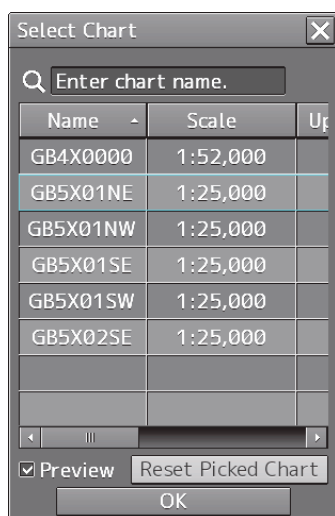 Select Chart
Enter chart name.
Name Scale
GB4X0000 1:52,000
GB5X01NE 1:25,000
GB5X01NW 1:25,000
GB5X01SE 1:25,000
GB5X01SW 1:25,000
GB5X02SE 1:25,000
Preview Reset Picked Chart
OK